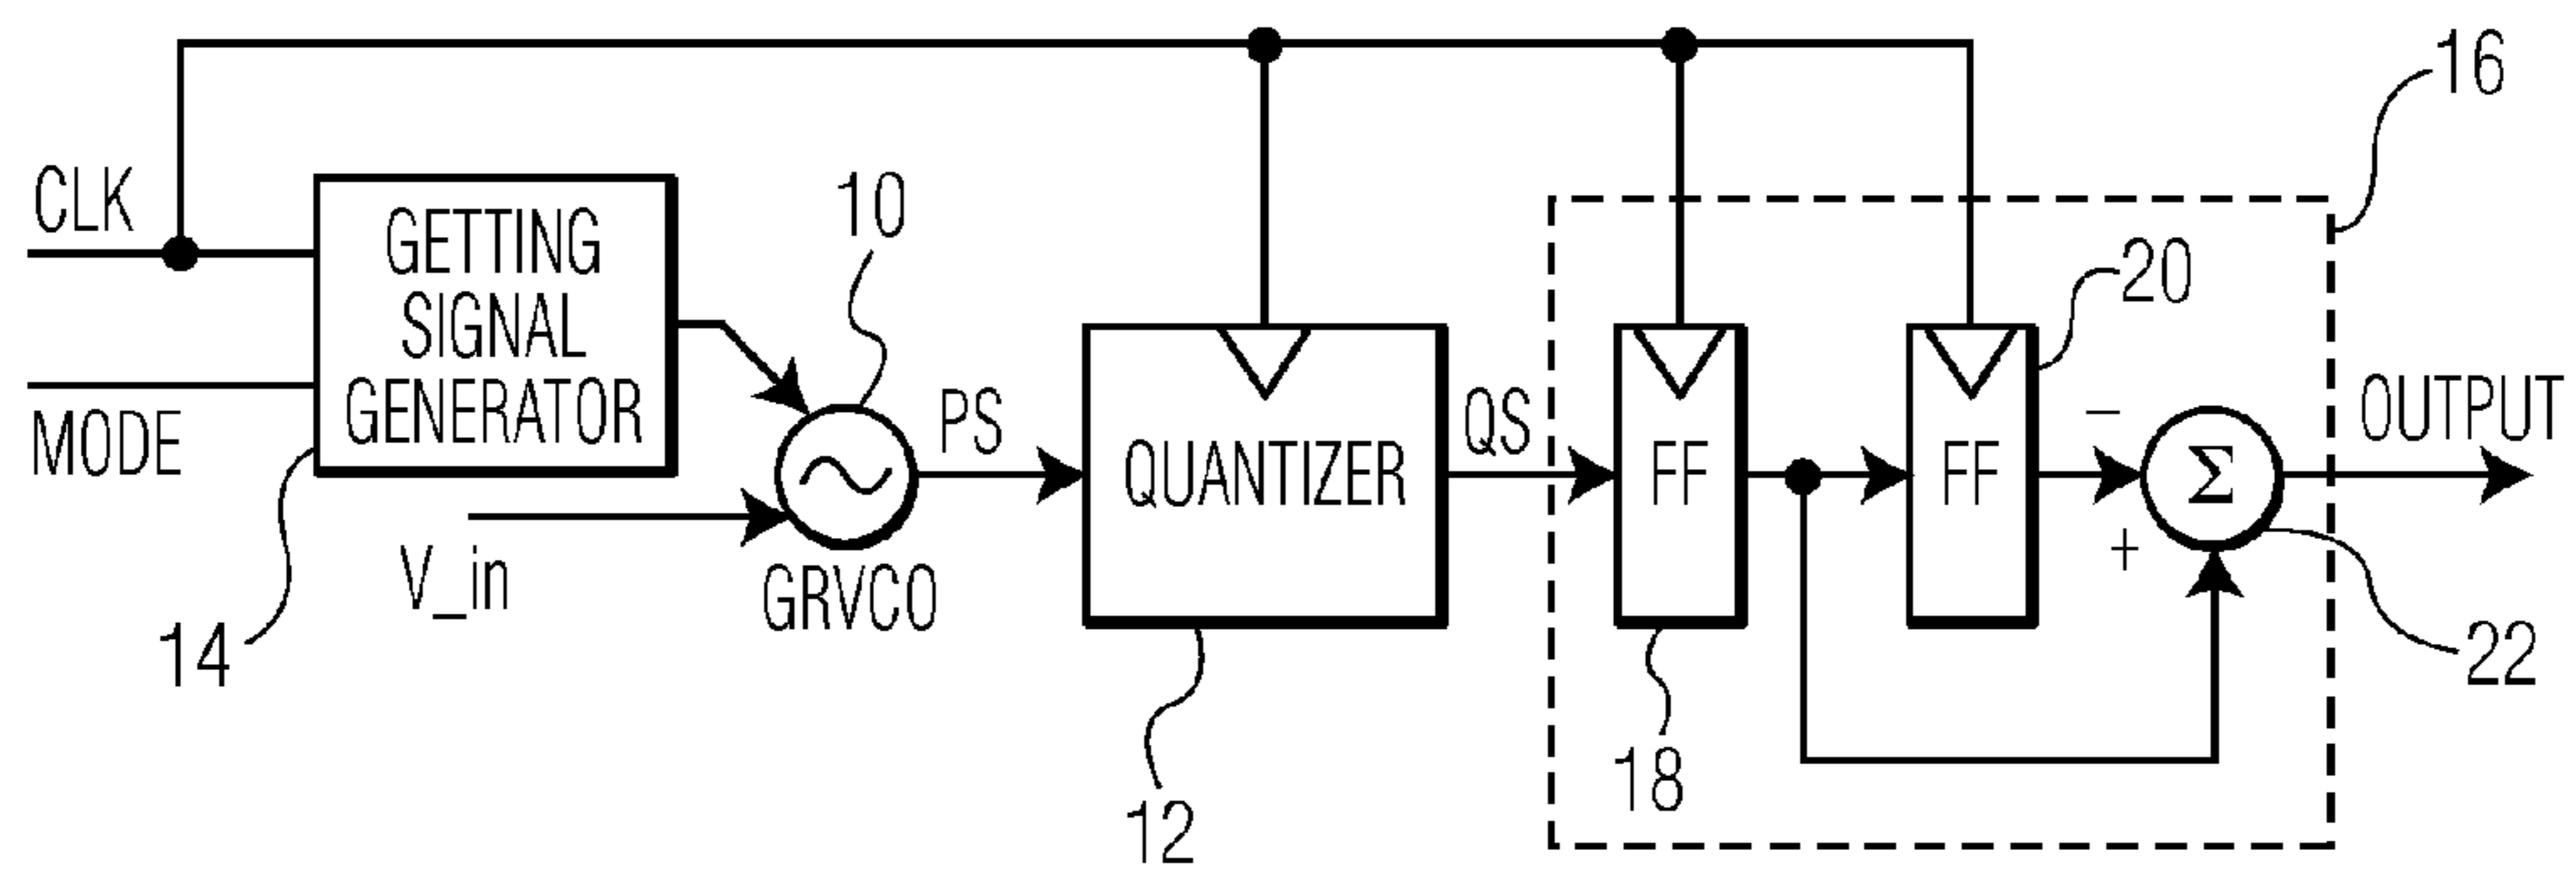 16
CLK
GETTING
SIGNAL
GENERATOR
10
20
MODE
PS
QUANTIZER
QS
FF
FF
−
+
Σ
OUTPUT
V_in
GRVCO
14
12
18
22